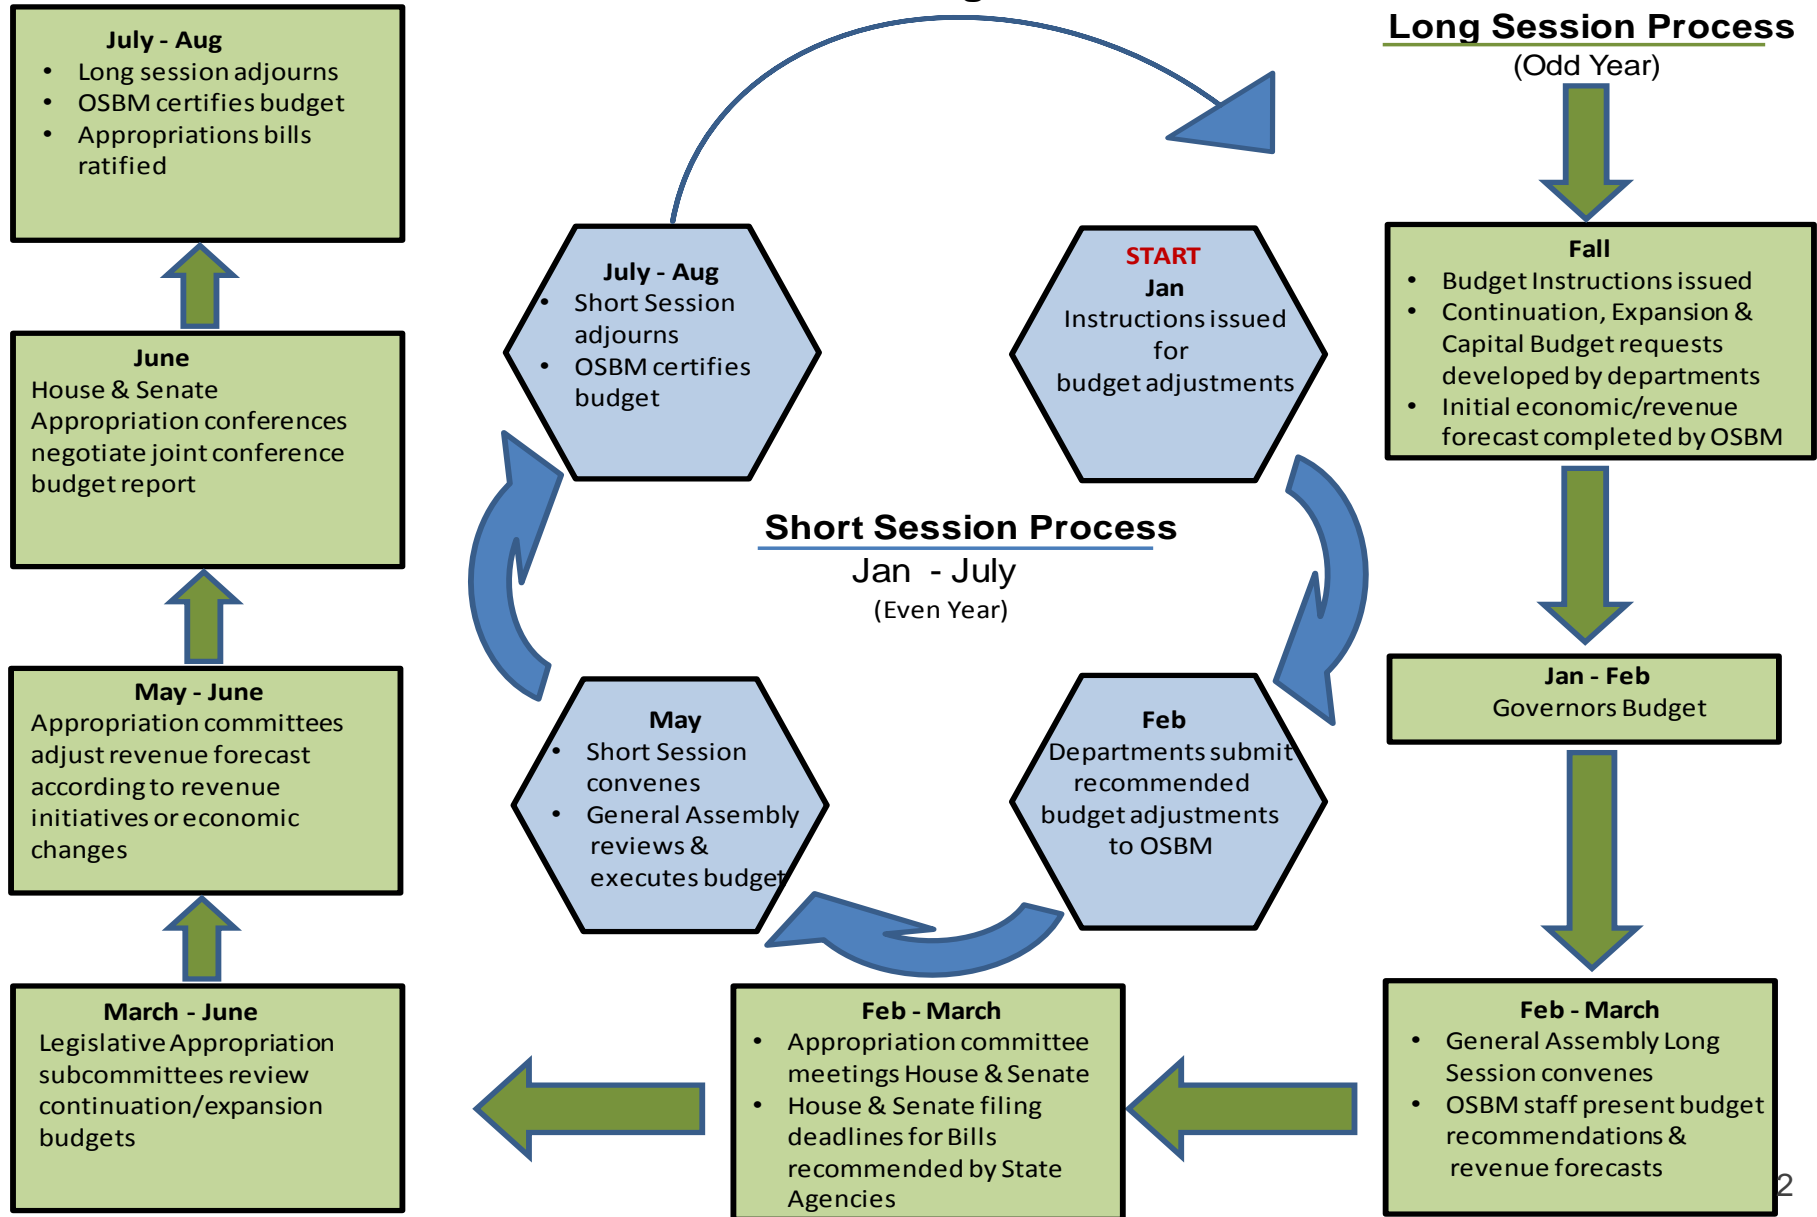 Long Session Process
(Odd Year)
Fall
• Budget Instructions issued
• Continuation, Expansion &
Capital Budget requests
developed by departments
• Initial economic/revenue
forecast completed by OSBM
Jan - Feb
Governors Budget
Feb - March
• General Assembly Long
Session convenes
• OSBM staff present budget
recommendations &
revenue forecasts
Feb - March
• Appropriation committee
meetings House & Senate
• House & Senate filing
deadlines for Bills
recommended by State
Agencies
March - June
Legislative Appropriation
subcommittees review
continuation/expansion
budgets
May - June
Appropriation committees
adjust revenue forecast
according to revenue
initiatives or economic
changes
June
House & Senate
Appropriation conferences
negotiate joint conference
budget report
July - Aug
• Long session adjourns
• OSBM certifies budget
• Appropriations bills
ratified
Short Session Process
Jan - July
(Even Year)
START
Jan
Instructions issued
for
budget adjustments
Feb
Departments submit
recommended
budget adjustments
to OSBM
May
• Short Session
convenes
• General Assembly
reviews &
executes budget
July - Aug
• Short Session
adjourns
• OSBM certifies
budget
2